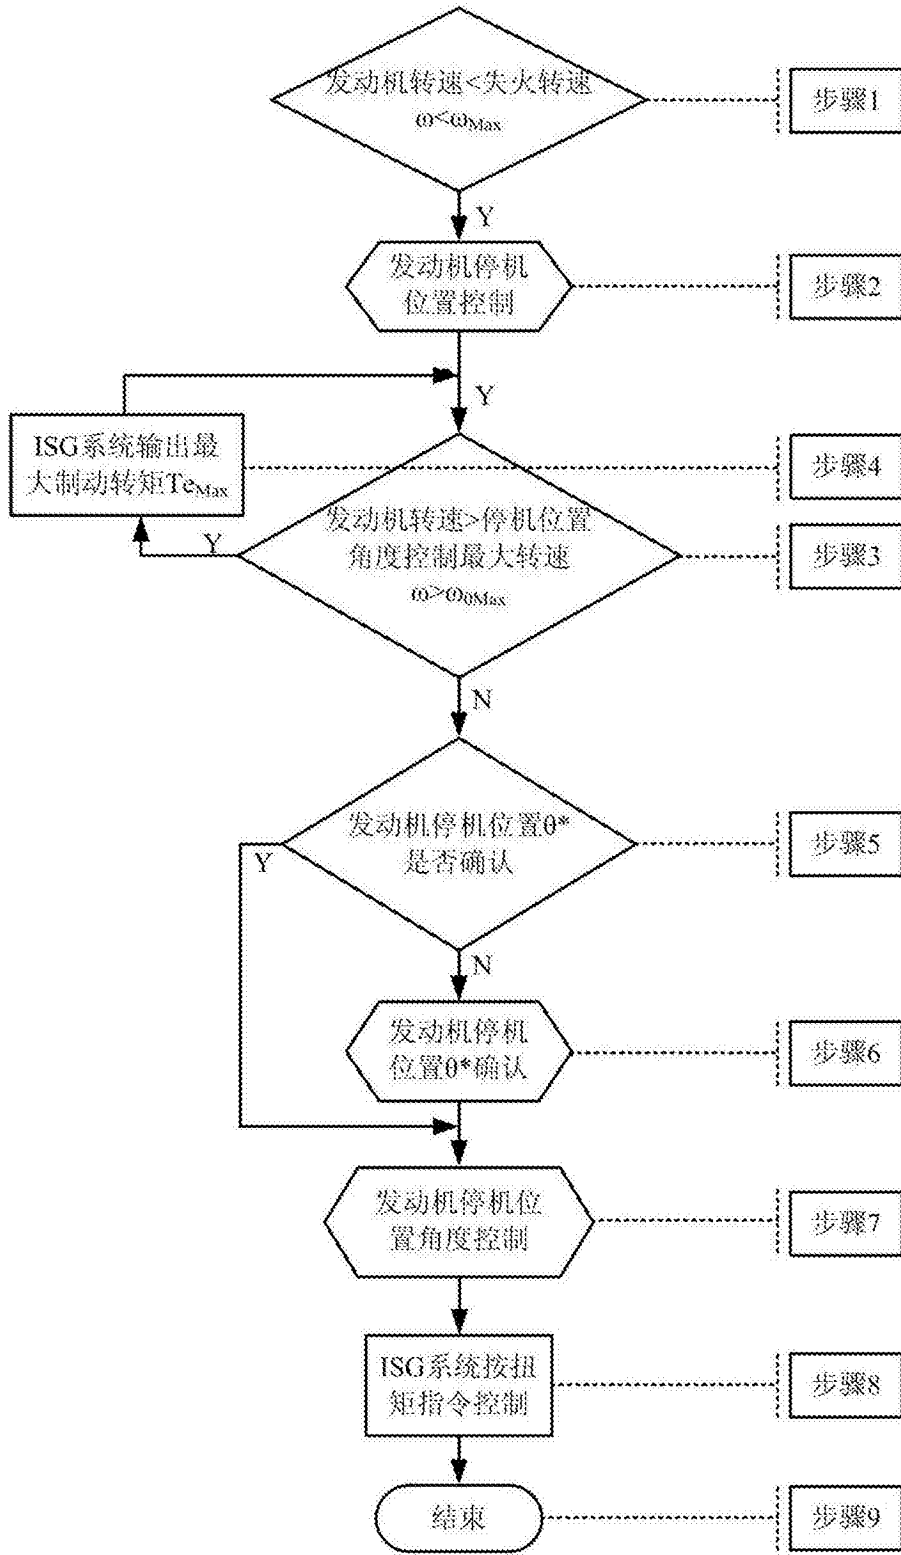 发动机转速<失火转速
ω<ωMax
步骤1
Y
发动机停机
位置控制
步骤2
Y
ISG系统输出最
大制动转矩TeMax
步骤4
Y
发动机转速>停机位置
角度控制最大转速
ω>ωθMax
步骤3
N
发动机停机位置θ*
是否确认
步骤5
Y
N
发动机停机
位置θ*确认
步骤6
发动机停机位
置角度控制
步骤7
ISG系统按扭
矩指令控制
步骤8
结束
步骤9